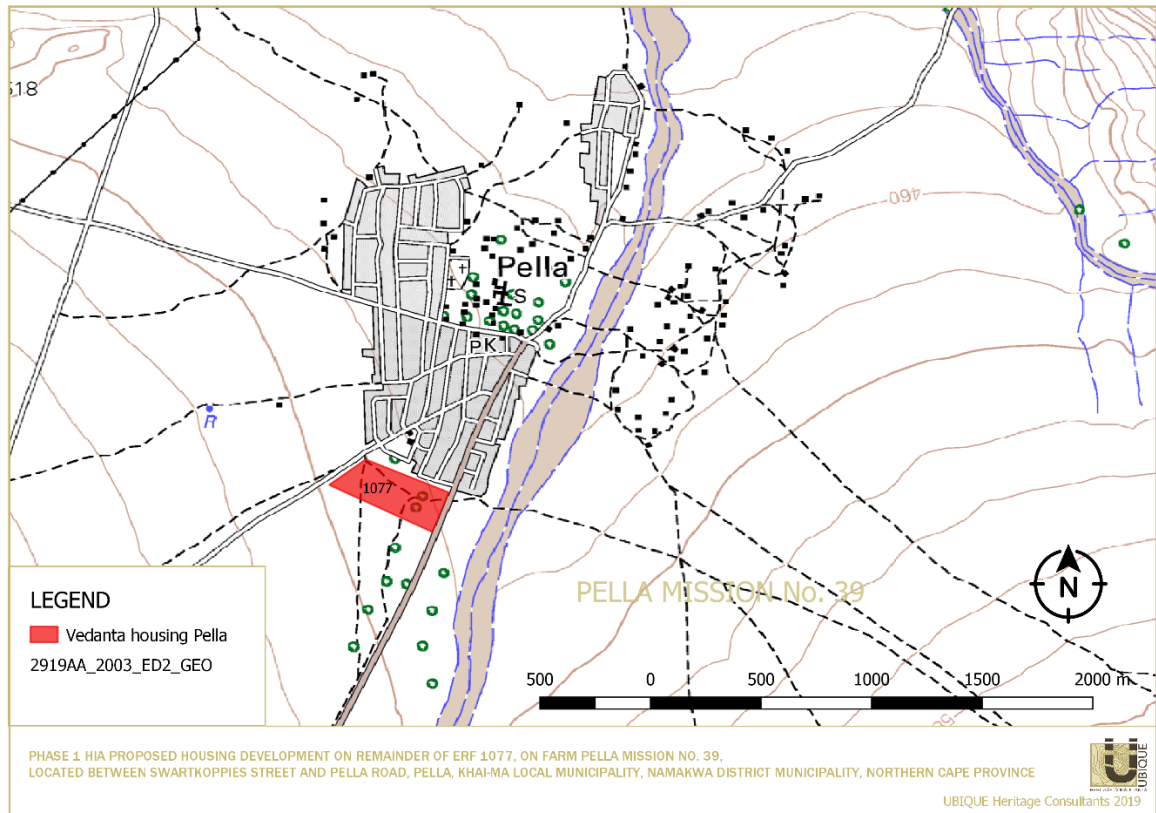 518
460
Pella
S
PK
R
1077
PELLA MISSION No. 39
N
LEGEND
Vedanta housing Pella
2919AA_2003_ED2_GEO
500 0 500 1000 1500 2000 m
PHASE 1 HIA PROPOSED HOUSING DEVELOPMENT ON REMAINDER OF ERF 1077, ON FARM PELLA MISSION NO. 39,
LOCATED BETWEEN SWARTKOPPIES STREET AND PELLA ROAD, PELLA, KHAI-MA LOCAL MUNICIPALITY, NAMAKWA DISTRICT MUNICIPALITY, NORTHERN CAPE PROVINCE
UBIQUE
UBIQUE Heritage Consultants 2019